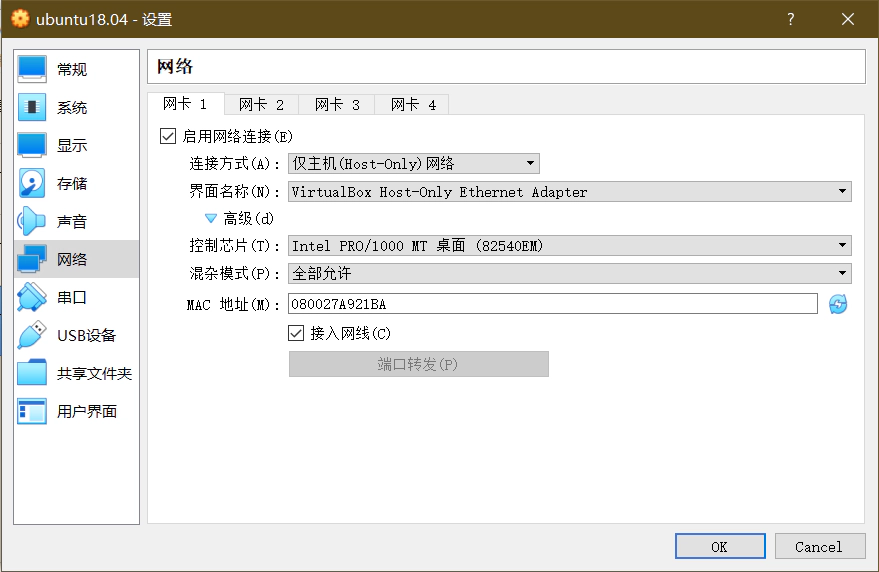 ubuntu18.04 - 设置
?
常规
系统
显示
存储
声音
网络
串口
USB设备
共享文件夹
用户界面
网络
网卡 1 网卡 2 网卡 3 网卡 4
启用网络连接(E)
连接方式(A): 仅主机(Host-Only)网络
界面名称(N): VirtualBox Host-Only Ethernet Adapter
高级(d)
控制芯片(T): Intel PRO/1000 MT 桌面 (82540EM)
混杂模式(P): 全部允许
MAC 地址(M): 080027A921BA
接入网线(C)
端口转发(P)
OK Cancel